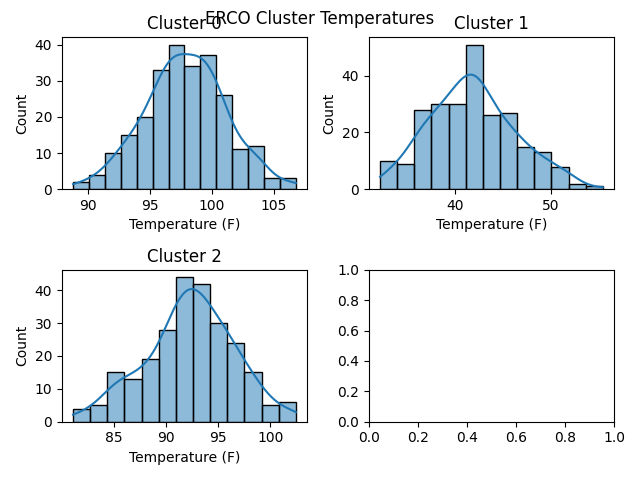 ERCO Cluster Temperatures
Cluster 0
Cluster 1
40
30
20
10
0
Count
90 95 100 105
Temperature (F)
40
20
0
Count
40 50
Temperature (F)
Cluster 2
40
30
20
10
0
Count
85 90 95 100
Temperature (F)
1.0
0.8
0.6
0.4
0.2
0.0
0.0 0.2 0.4 0.6 0.8 1.0